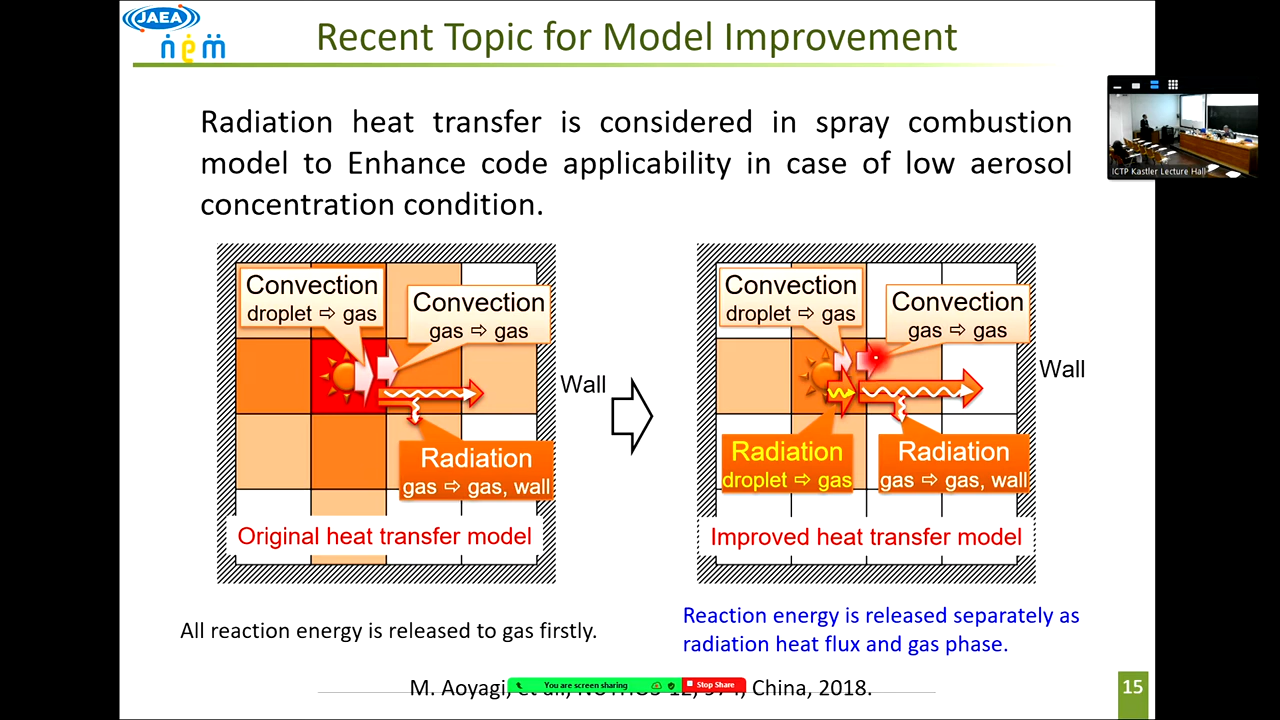 JAEA
Recent Topic for Model Improvement
Radiation heat transfer is considered in spray combustion
model to Enhance code applicability in case of low aerosol
concentration condition.
ICTP Kastler Lecture Hall
Convection
droplet ⇨ gas
Convection
gas ⇨ gas
Wall
Radiation
gas ⇨ gas, wall
Original heat transfer model
Convection
droplet ⇨ gas
Convection
gas ⇨ gas
Wall
Radiation
droplet ⇨ gas
Radiation
gas ⇨ gas, wall
Improved heat transfer model
All reaction energy is released to gas firstly.
Reaction energy is released separately as
radiation heat flux and gas phase.
M. Aoyagi, China, 2018.
You are screen sharing
Stop Share
15